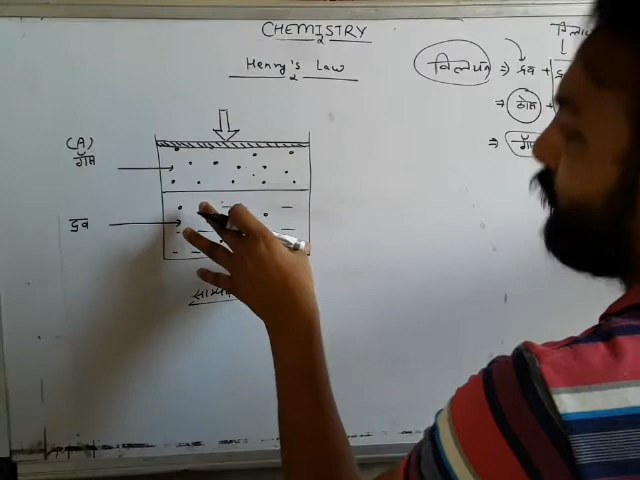 CHEMISTRY
Henry's Law
विलयन ⇒ द्रव +
⇒ ठोस +
⇒ गैस
(A)
गैस
द्रव